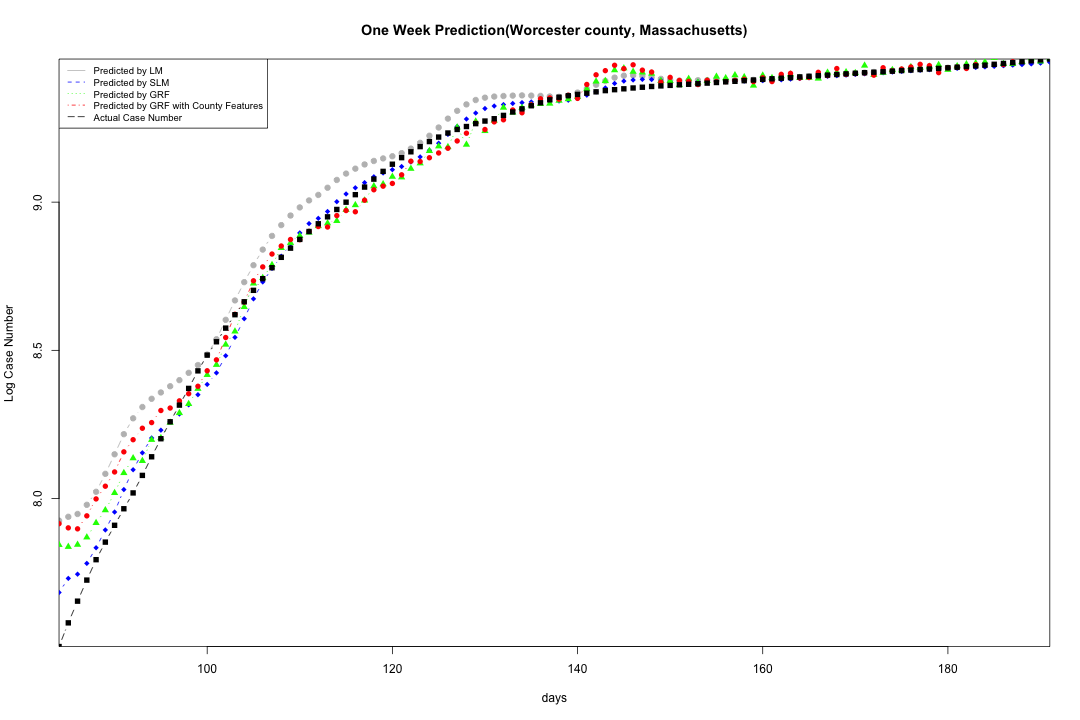 One Week Prediction(Worcester county, Massachusetts)
Predicted by LM
Predicted by SLM
Predicted by GRF
Predicted by GRF with County Features
Actual Case Number
9.0
8.5
8.0
Log Case Number
100 120 140 160 180
days